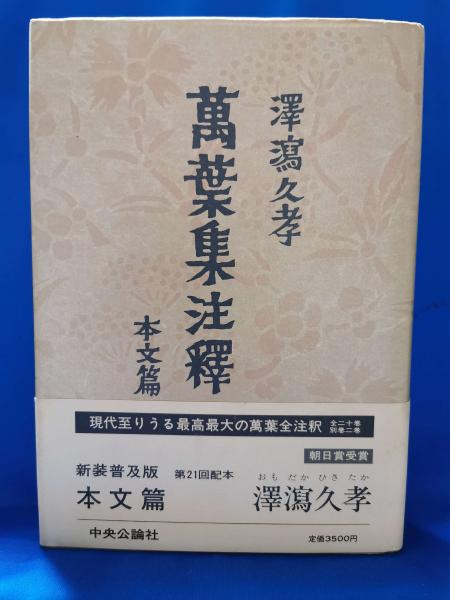 澤瀉久孝
萬葉集注釋
本文篇
現代至りうる最高最大の萬葉全注釈 全二十巻
別巻二巻
朝日賞受賞
新装普及版 第21回配本
おもだかひさたか
本文篇 澤瀉久孝
中央公論社 定価3500円